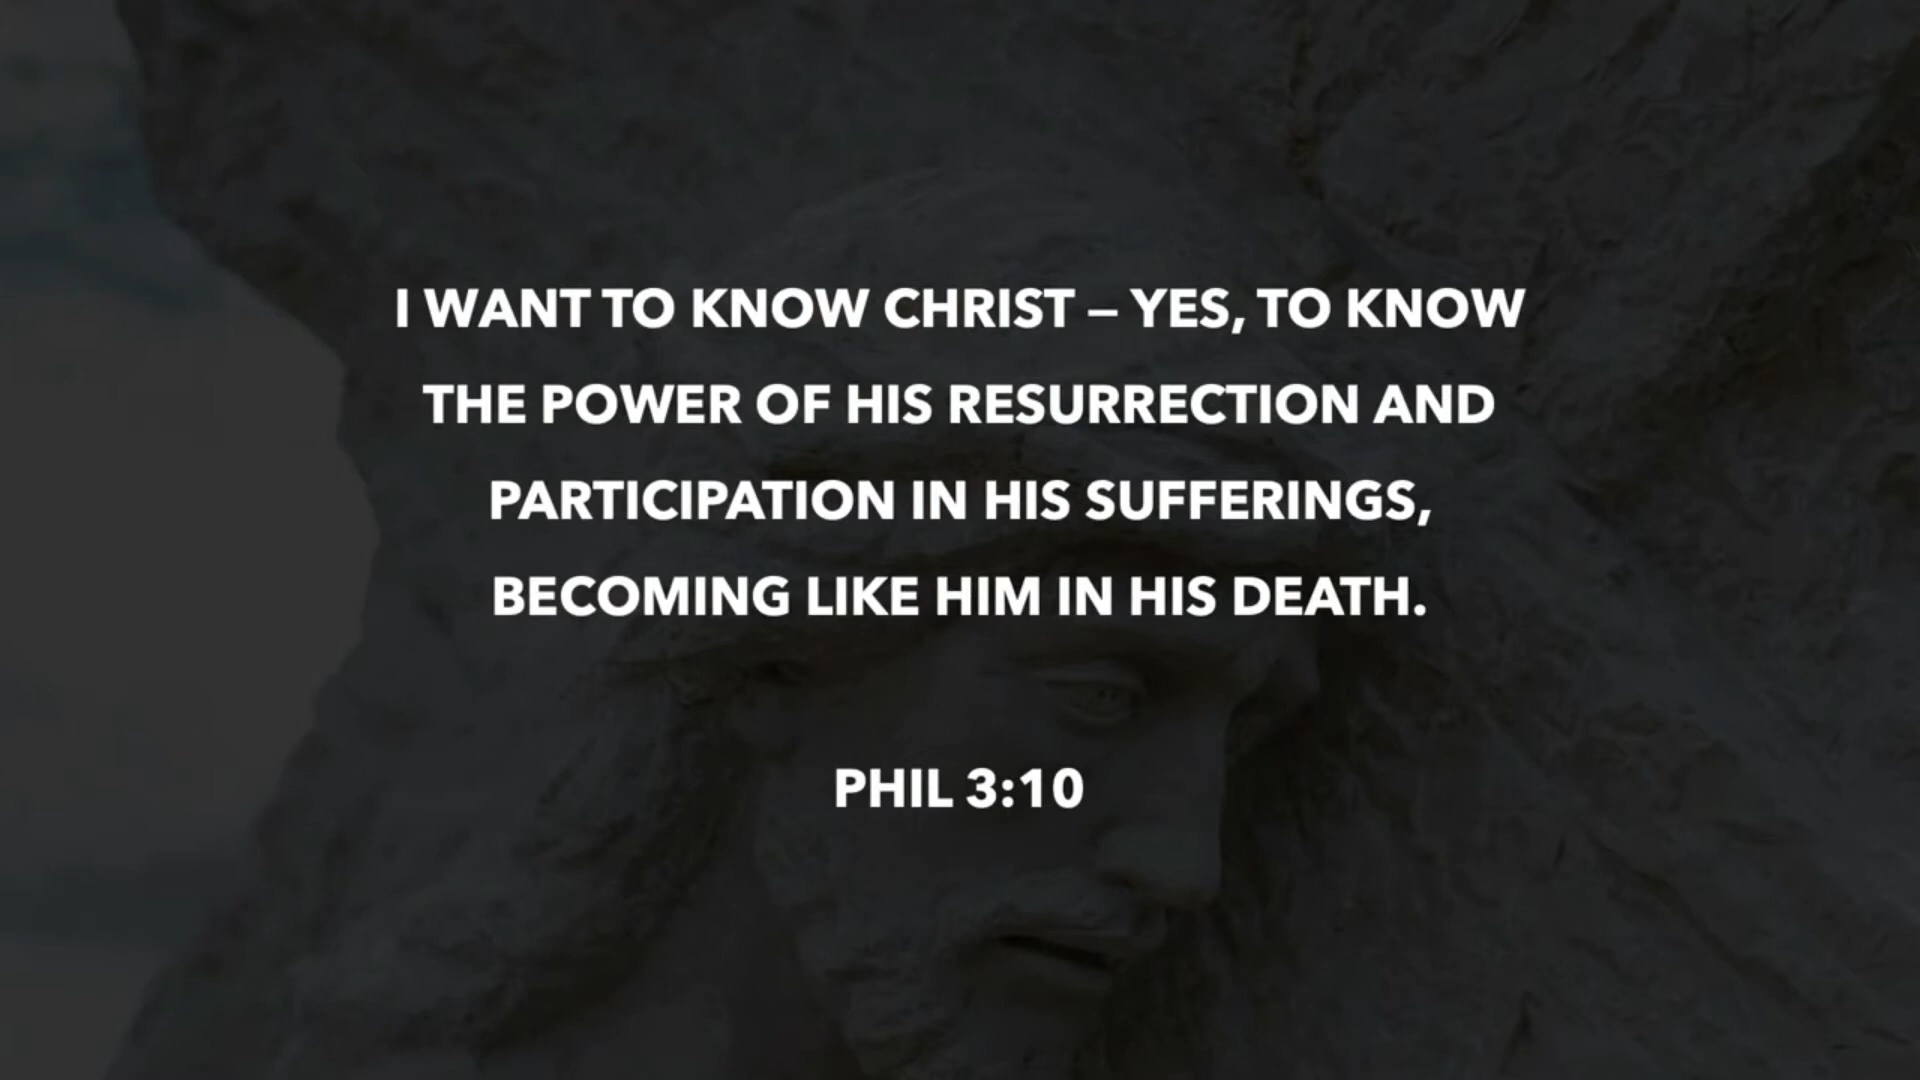 I WANT TO KNOW CHRIST – YES, TO KNOW
THE POWER OF HIS RESURRECTION AND
PARTICIPATION IN HIS SUFFERINGS,
BECOMING LIKE HIM IN HIS DEATH.
PHIL 3:10